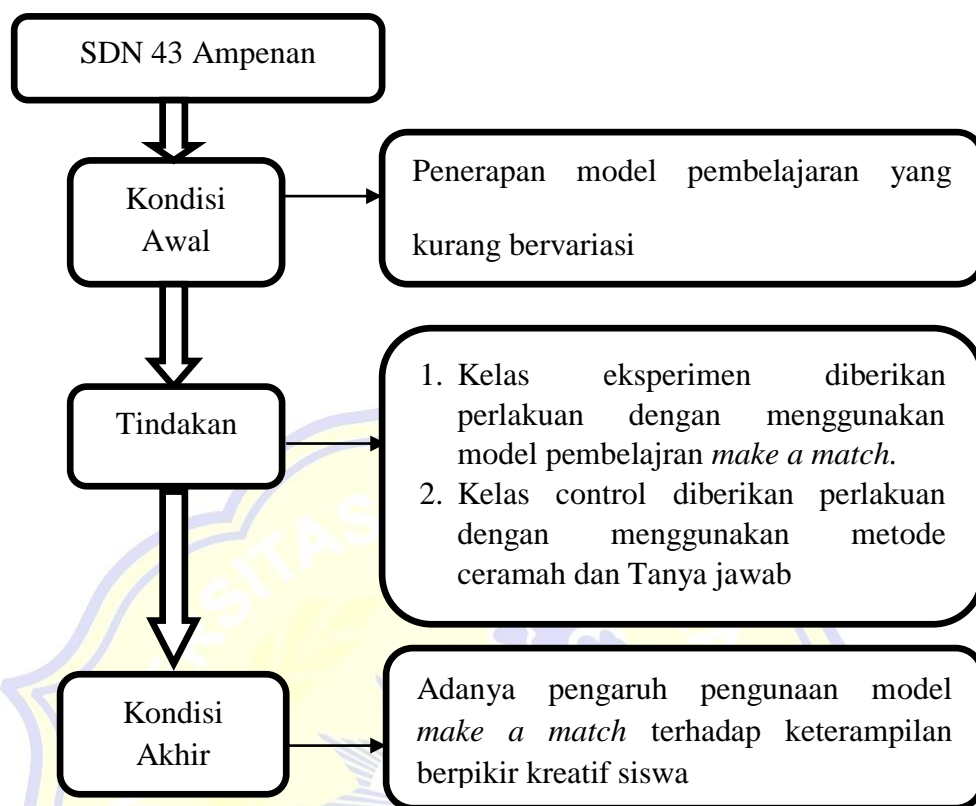 SDN 43 Ampenan
Kondisi
Awal
Penerapan model pembelajaran yang
kurang bervariasi
Tindakan
1. Kelas eksperimen diberikan
perlakuan dengan menggunakan
model pembelajran make a match.
2. Kelas control diberikan perlakuan
dengan menggunakan metode
ceramah dan Tanya jawab
Kondisi
Akhir
Adanya pengaruh pengunaan model
make a match terhadap keterampilan
berpikir kreatif siswa